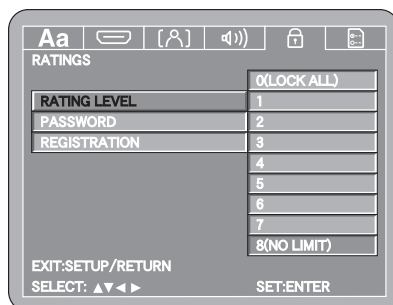 Aa
RATINGS
0(LOCK ALL)
RATING LEVEL 1
PASSWORD 2
REGISTRATION 3
4
5
6
7
8(NO LIMIT)
EXIT:SETUP/RETURN
SELECT: ▲▼◄► SET:ENTER